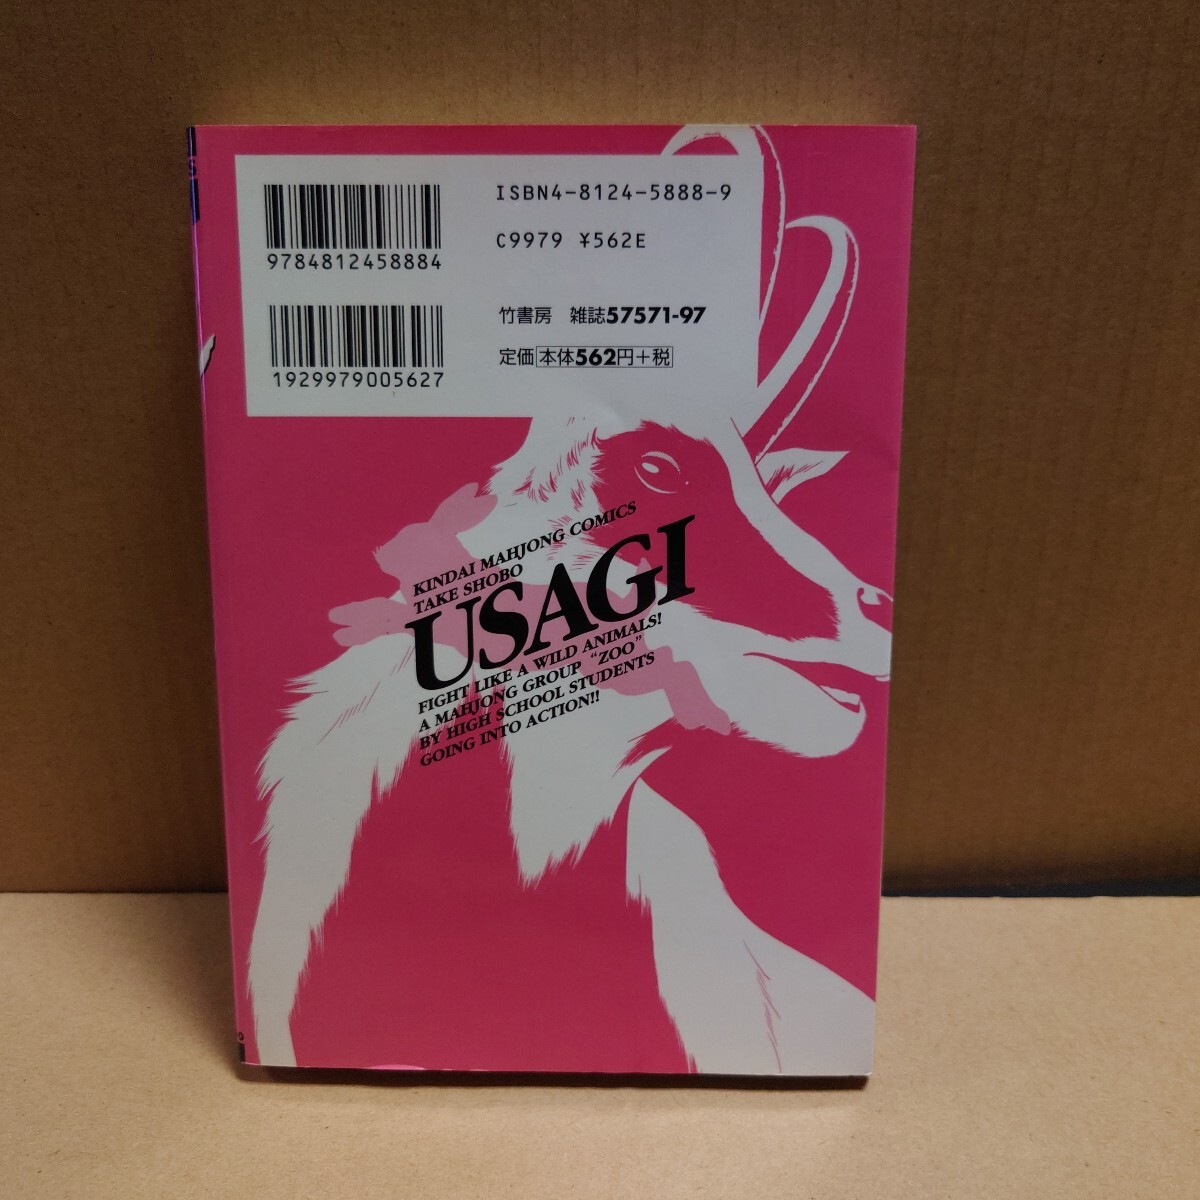 ISBN4-8124-5888-9
C9979 ¥562E
9784812458884
竹書房 雑誌57571-97
定価 本体562円+税
1929979005627
KINDAI MAHJONG COMICS
TAKE SHOBO
USAGI
FIGHT LIKE A WILD ANIMALS!
A MAHJONG GROUP “ZOO”
BY HIGH SCHOOL STUDENTS
GOING INTO ACTION!!